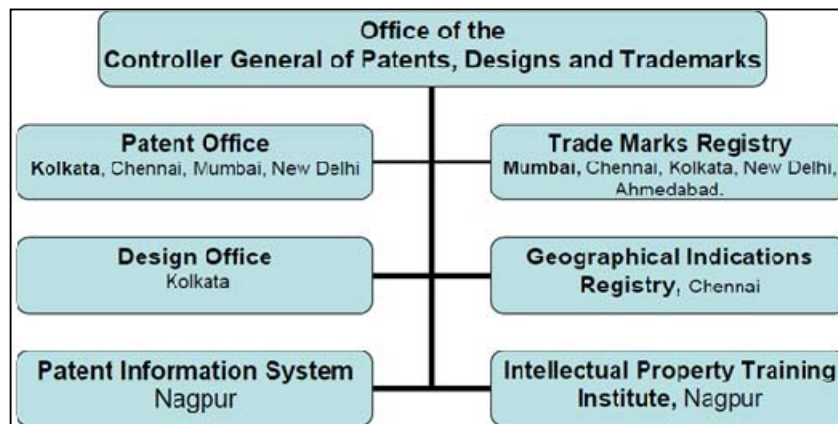 Office of the
Controller General of Patents, Designs and Trademarks
Patent Office
Kolkata, Chennai, Mumbai, New Delhi
Trade Marks Registry
Mumbai, Chennai, Kolkata, New Delhi,
Ahmedabad.
Design Office
Kolkata
Geographical Indications
Registry, Chennai
Patent Information System
Nagpur
Intellectual Property Training
Institute, Nagpur